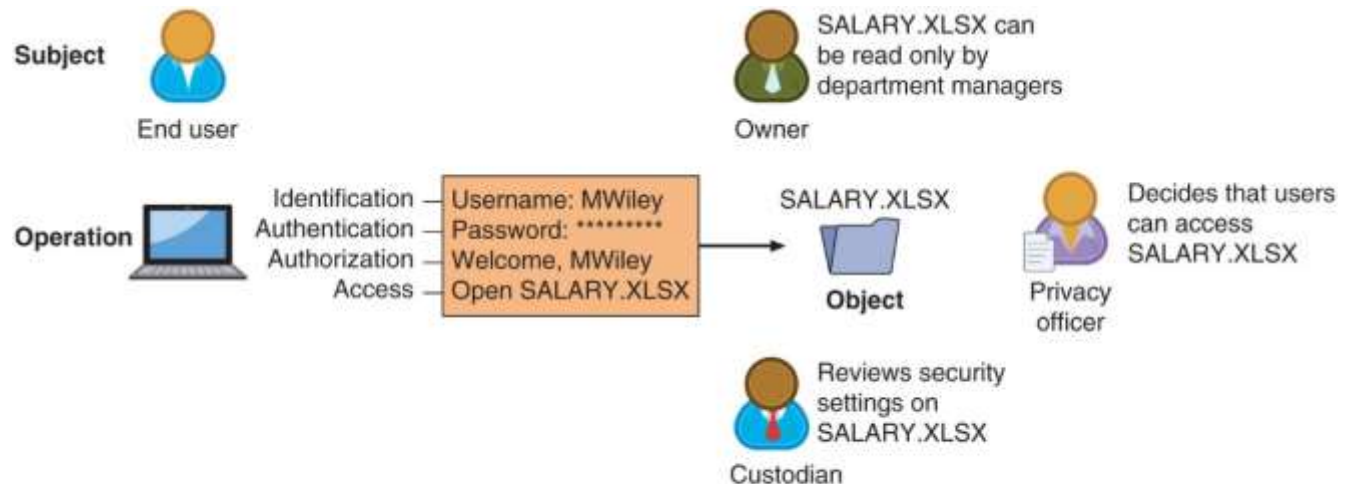 Subject
End user
SALARY.XLSX can
be read only by
department managers
Owner
Operation
Identification
Authentication
Authorization
Access
Username: MWiley
Password: *********
Welcome, MWiley
Open SALARY.XLSX
SALARY.XLSX
Object
Decides that users
can access
SALARY.XLSX
Privacy
officer
Reviews security
settings on
SALARY.XLSX
Custodian